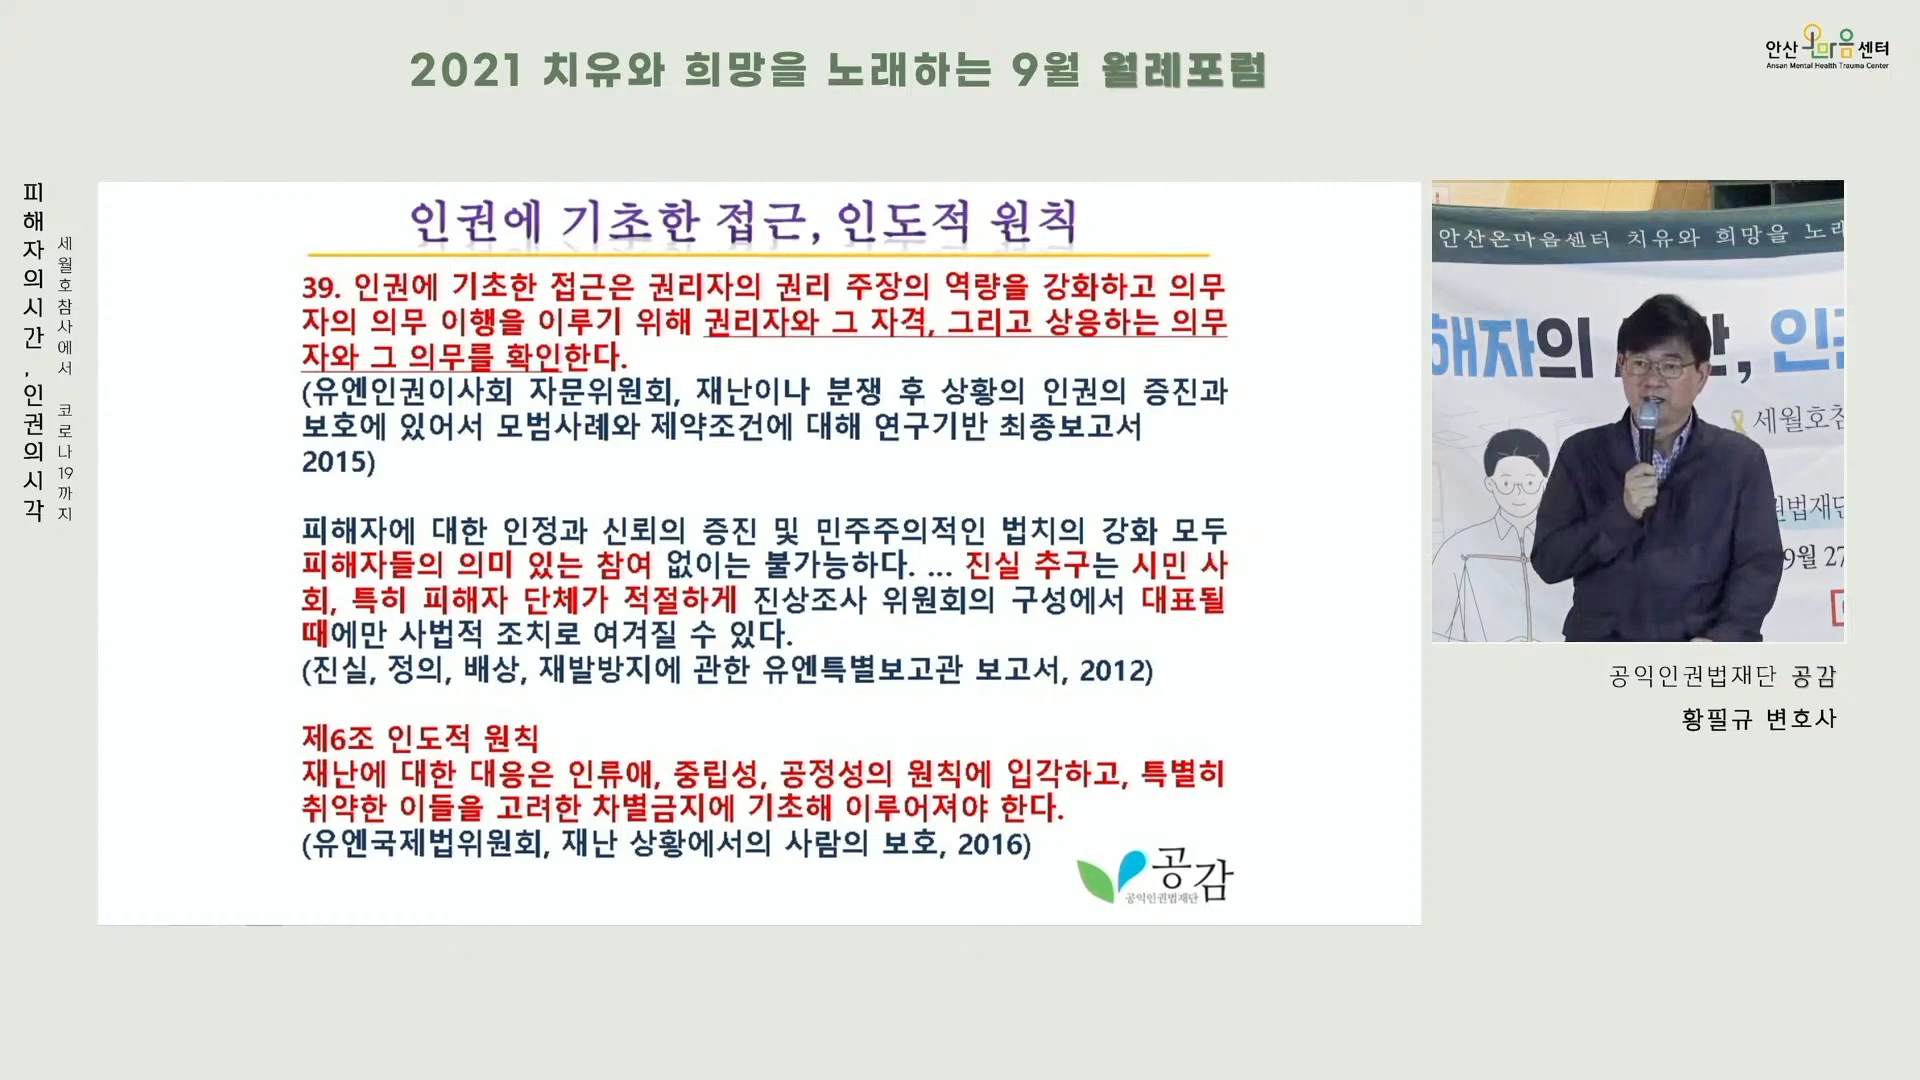 2021 치유와 희망을 노래하는 9월 월례포럼
안산온마음센터
Ansan Mental Health Trauma Center
피해자의시간, 인권의시각
세월호참사에서 코로나19까지
인권에 기초한 접근, 인도적 원칙
39. 인권에 기초한 접근은 권리자의 권리 주장의 역량을 강화하고 의무
자의 의무 이행을 이루기 위해 권리자와 그 자격, 그리고 상응하는 의무
자와 그 의무를 확인한다.
(유엔인권이사회 자문위원회, 재난이나 분쟁 후 상황의 인권의 증진과
보호에 있어서 모범사례와 제약조건에 대해 연구기반 최종보고서
2015)
피해자에 대한 인정과 신뢰의 증진 및 민주주의적인 법치의 강화 모두
피해자들의 의미 있는 참여 없이는 불가능하다. ... 진실 추구는 시민 사
회, 특히 피해자 단체가 적절하게 진상조사 위원회의 구성에서 대표될
때에만 사법적 조치로 여겨질 수 있다.
(진실, 정의, 배상, 재발방지에 관한 유엔특별보고관 보고서, 2012)
제6조 인도적 원칙
재난에 대한 대응은 인류애, 중립성, 공정성의 원칙에 입각하고, 특별히
취약한 이들을 고려한 차별금지에 기초해 이루어져야 한다.
(유엔국제법위원회, 재난 상황에서의 사람의 보호, 2016)
공감
공익인권법재단
안산온마음센터 치유와 희망을 노래
해자의 인
세월호참
권법재단
9월 27
공익인권법재단 공감
황필규 변호사